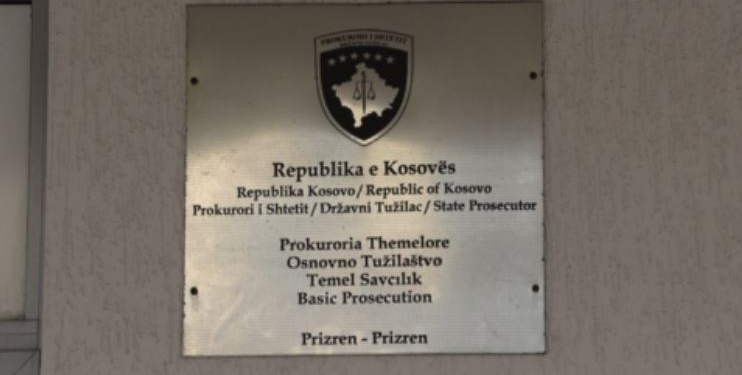 PROKURORI I SHTETIT
Republika e Kosovës
Republika Kosovo/Republic of Kosovo
Prokurori i Shtetit/Državni Tužilac/State Prosecutor
Prokuroria Themelore
Osnovno Tužilaštvo
Temel Savcılık
Basic Prosecution
Prizren - Prizren